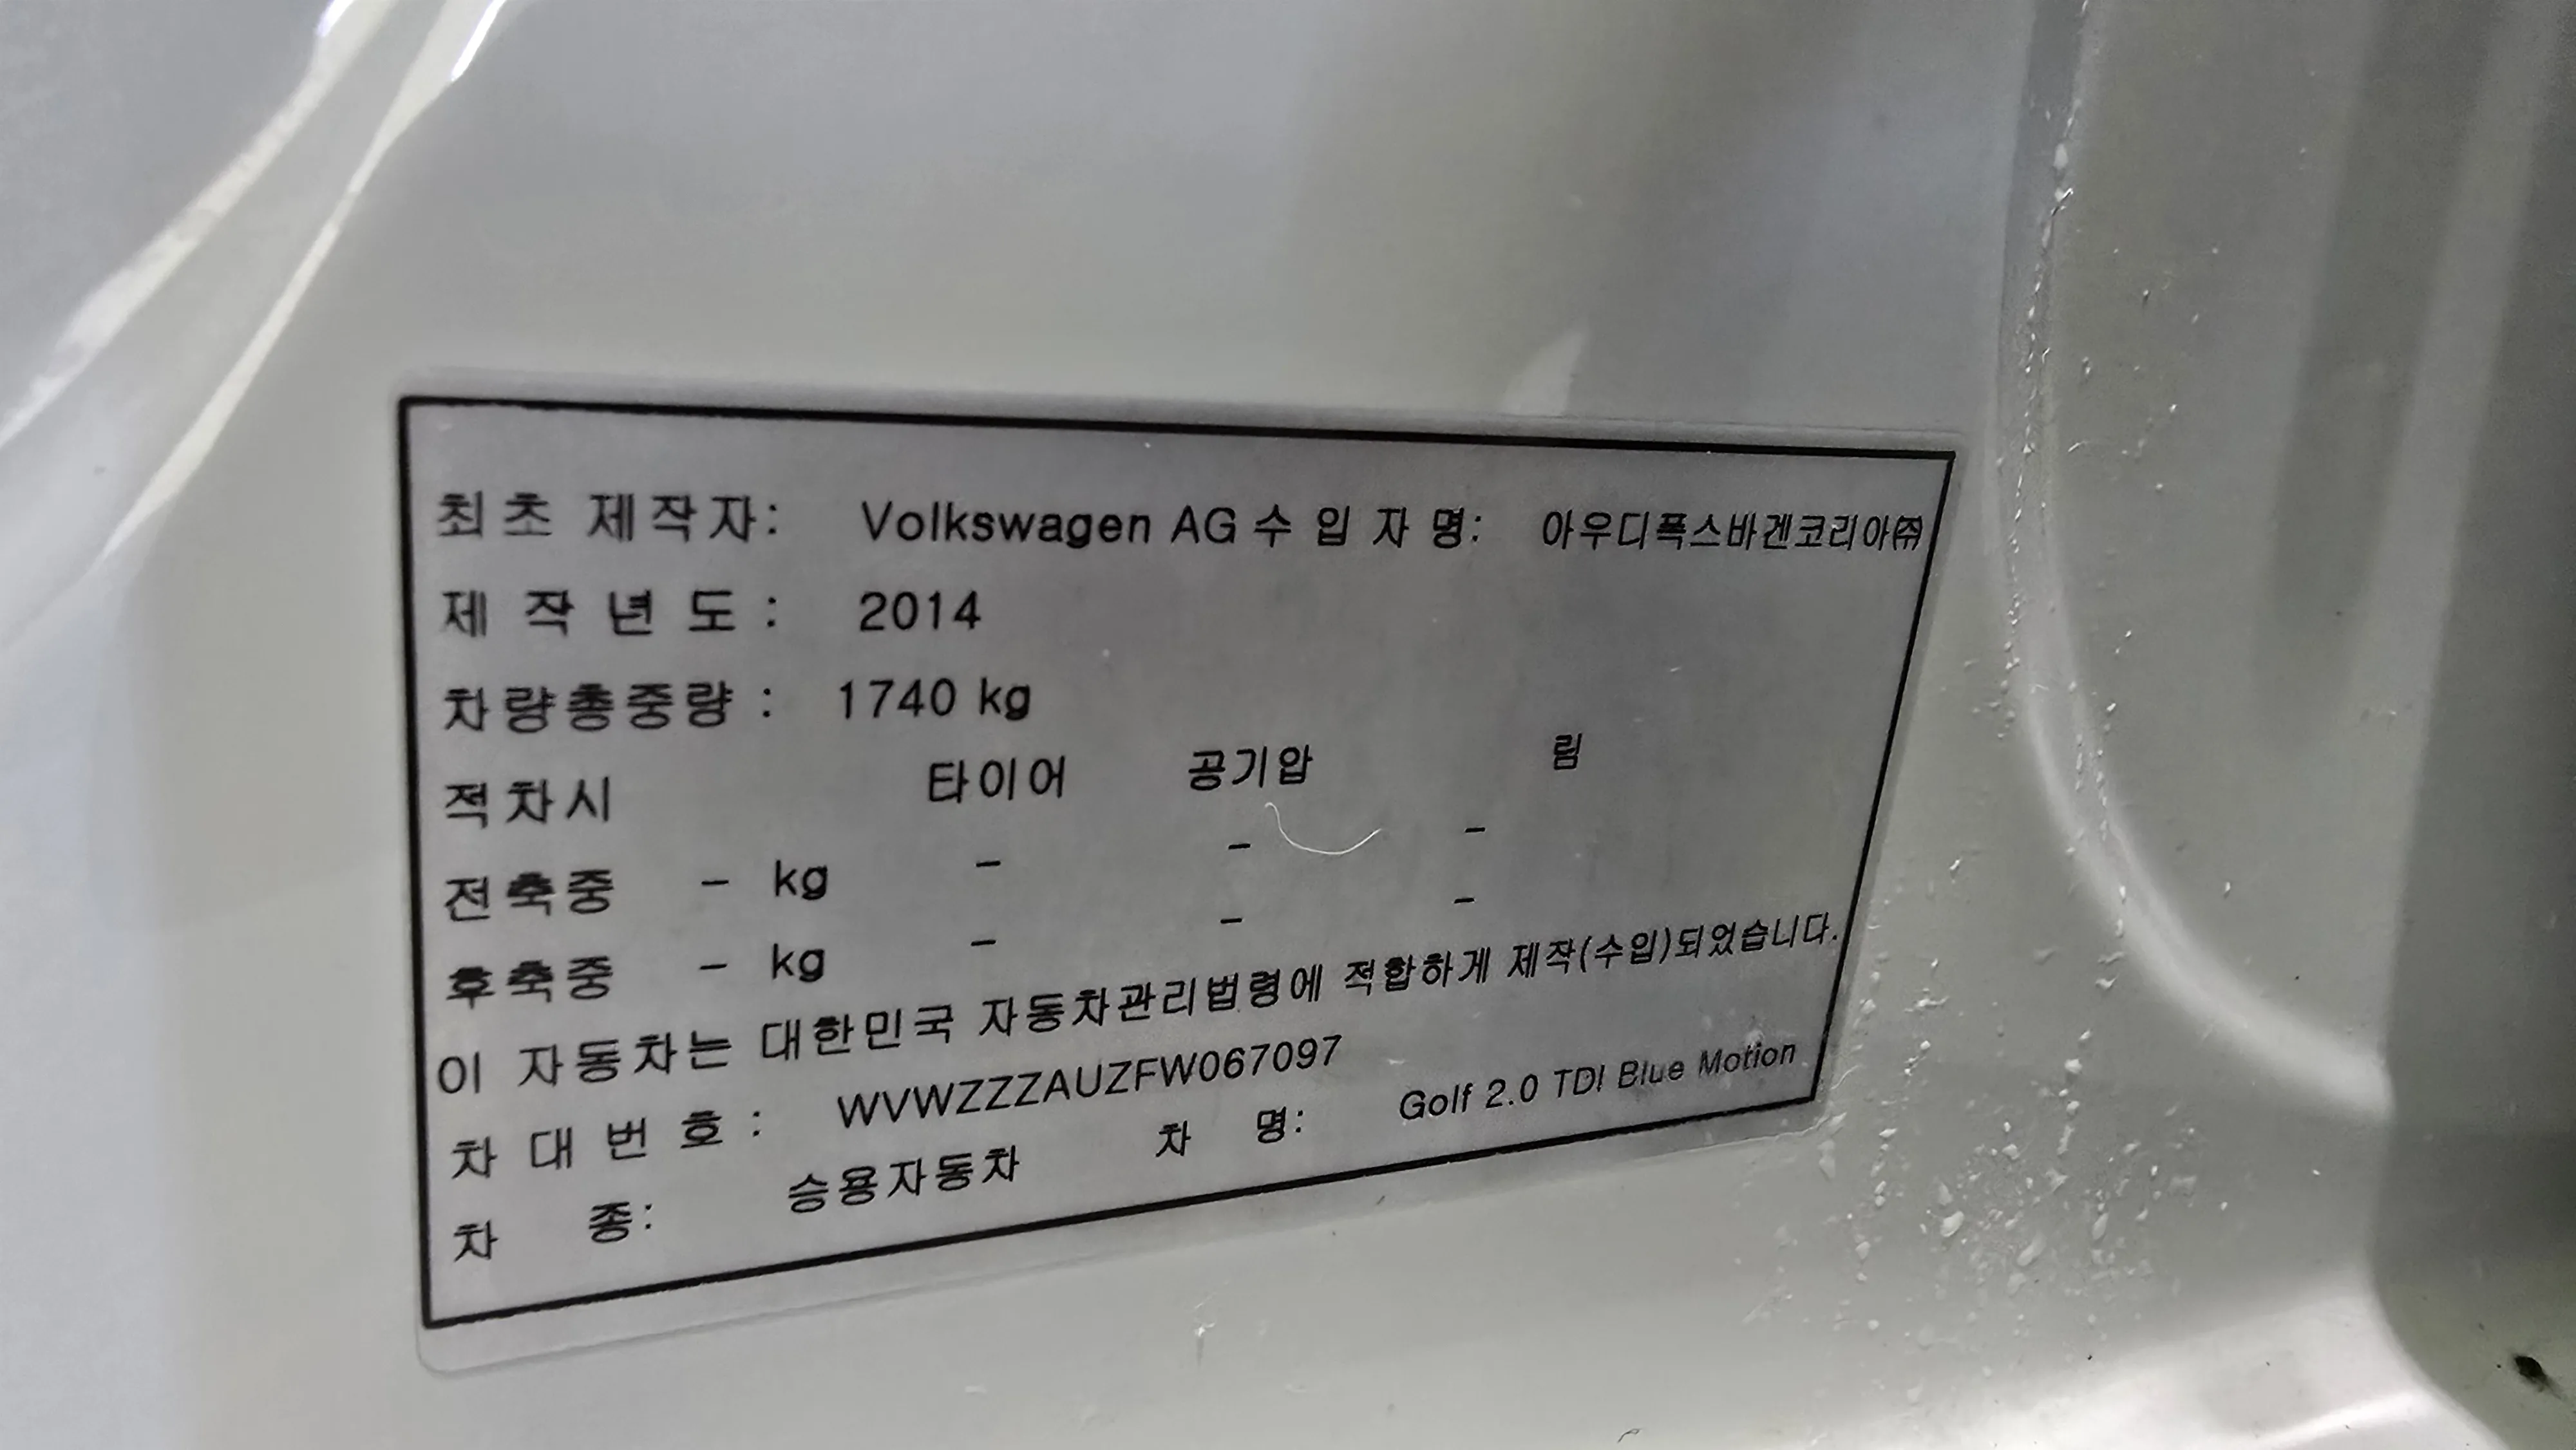 최초 제작자: Volkswagen AG 수 입 자 명: 아우디폭스바겐코리아㈜
제 작 년 도 : 2014
차량총중량 : 1740 kg
적차시 타이어 공기압 림
전축중 - kg - - -
후축중 - kg - - -
이 자동차는 대한민국 자동차관리법령에 적합하게 제작(수입)되었습니다.
차 대 번 호 : WVWZZZAUZFW067097
차 종: 승용자동차 차 명: Golf 2.0 TDI Blue Motion